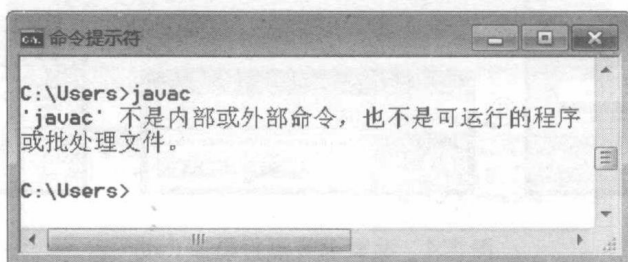 命令提示符
C:\Users>javac
'javac' 不是内部或外部命令，也不是可运行的程序
或批处理文件。
C:\Users>